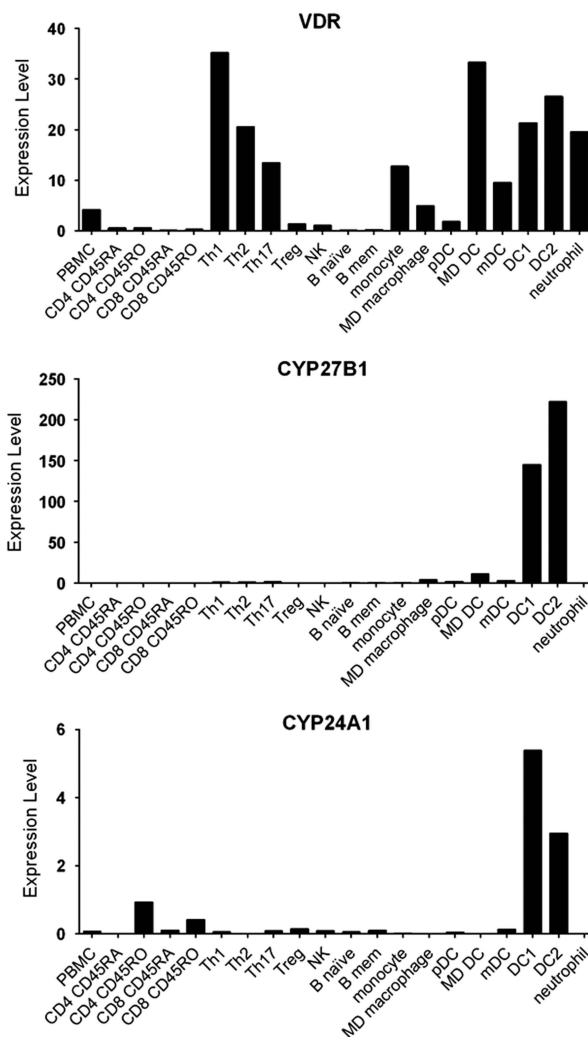 VDR
Expression Level
40
30
20
10
0
PBMC
CD4 CD45RA
CD4 CD45RO
CD8 CD45RA
CD8 CD45RO
Th1
Th2
Th17
Treg
NK
B naïve
B mem
monocyte
MD macrophage
pDC
MD DC
mDC
DC1
DC2
neutrophil
CYP27B1
Expression Level
250
200
150
100
50
0
PBMC
CD4 CD45RA
CD4 CD45RO
CD8 CD45RA
CD8 CD45RO
Th1
Th2
Th17
Treg
NK
B naïve
B mem
monocyte
MD macrophage
pDC
MD DC
mDC
DC1
DC2
neutrophil
CYP24A1
Expression Level
6
4
2
0
PBMC
CD4 CD45RA
CD4 CD45RO
CD8 CD45RA
CD8 CD45RO
Th1
Th2
Th17
Treg
NK
B naïve
B mem
monocyte
MD macrophage
pDC
MD DC
mDC
DC1
DC2
neutrophil